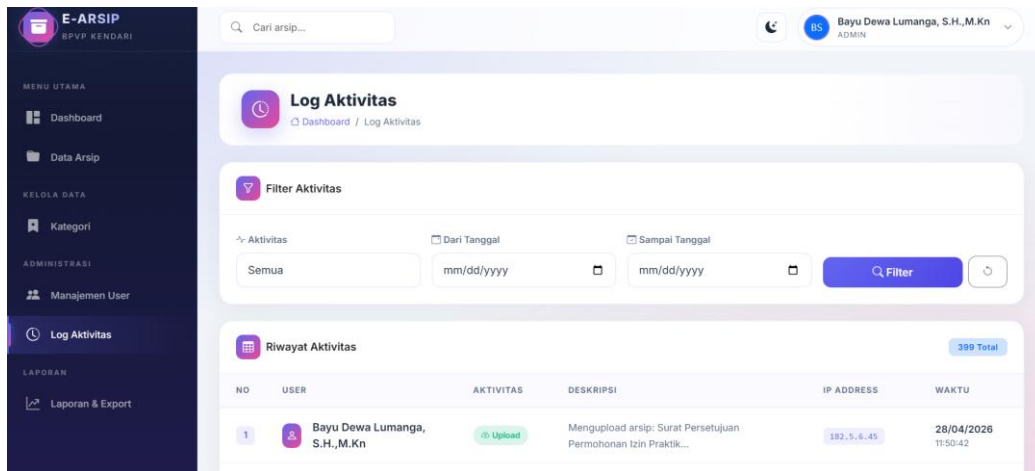 E-ARSIP
BPVP KENDARI
Cari arsip...
BS
Bayu Dewa Lumanga, S.H.,M.Kn
ADMIN
MENU UTAMA
Dashboard
Data Arsip
KELOLA DATA
Kategori
ADMINISTRASI
Manajemen User
Log Aktivitas
LAPORAN
Laporan & Export
Log Aktivitas
Dashboard / Log Aktivitas
Filter Aktivitas
Aktivitas
Dari Tanggal
Sampai Tanggal
Semua
mm/dd/yyyy
mm/dd/yyyy
Filter
Riwayat Aktivitas
399 Total
NO USER AKTIVITAS DESKRIPSI IP ADDRESS WAKTU
1
Bayu Dewa Lumanga,
S.H.,M.Kn
Upload
Mengupload arsip: Surat Persetujuan
Permohonan Izin Praktik...
182.5.6.45
28/04/2026
11:50:42